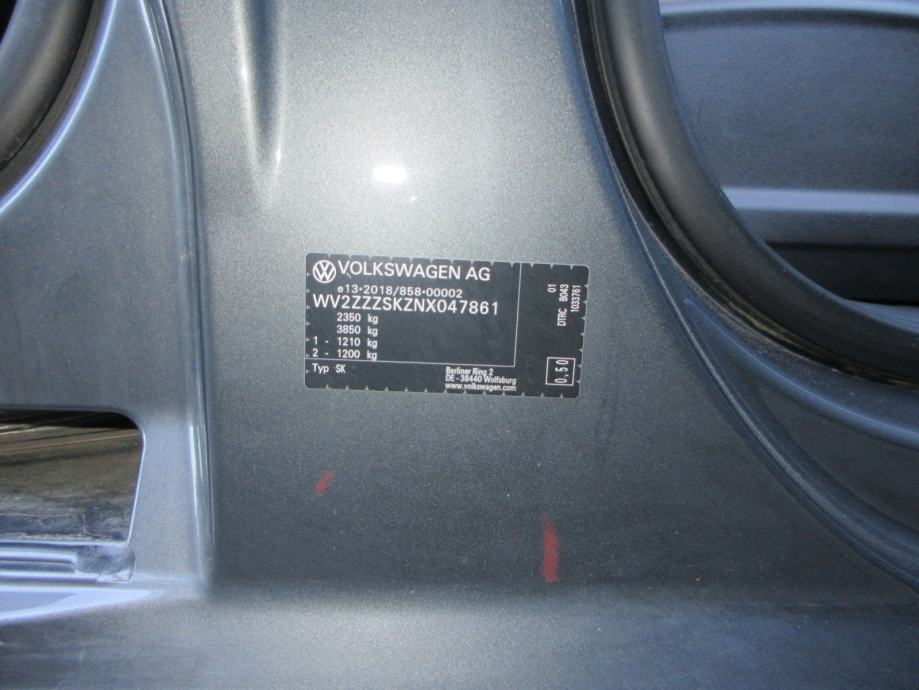 VOLKSWAGEN AG
e13*2018/858*00002
WV2ZZZSKZNX047861
2350 kg
3850 kg
1 - 1210 kg
2 - 1200 kg
Typ SK
Berliner Ring 2
DE-38440 Wolfsburg
www.volkswagen.com
01
DTRC B043
1033761
0,50